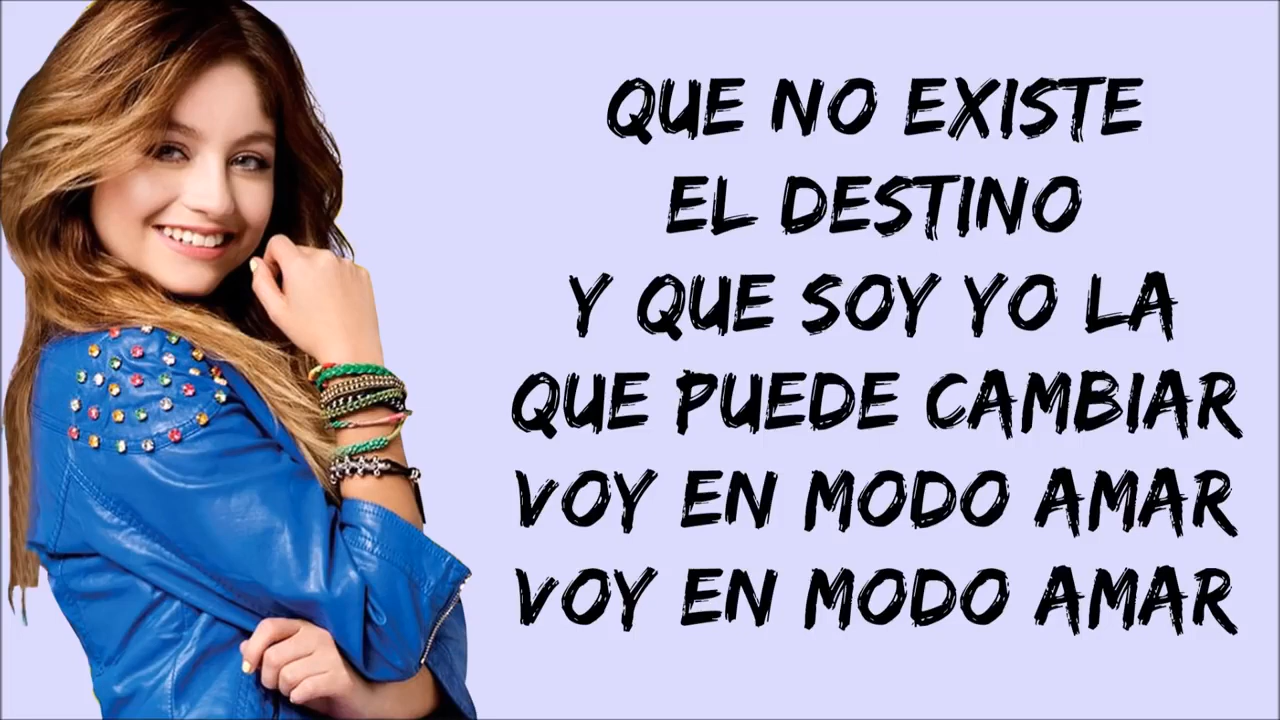 QUE NO EXISTE
EL DESTINO
Y QUE SOY YO LA
QUE PUEDE CAMBIAR
VOY EN MODO AMAR
VOY EN MODO AMAR